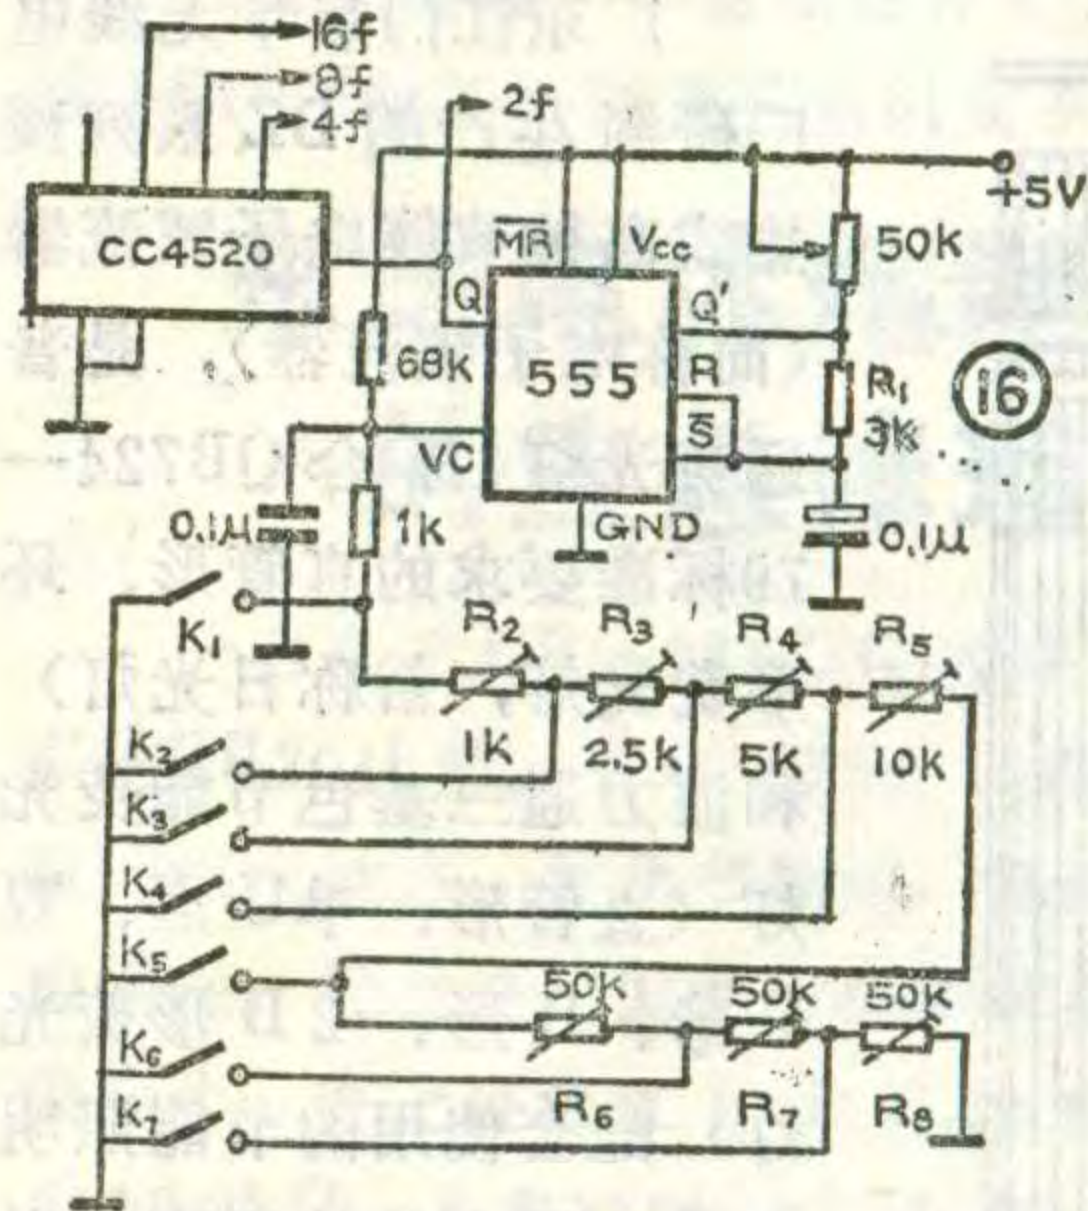 16f
8f
4f
2f
+5V
CC4520
MR
Vcc
50k
Q
Q'
68k
555
R
R1
3k
16
S
VC
0.1μ
1k
GND
0.1μ
K1
R2
R3
R4
R5
1k
2.5k
5k
10k
K2
K3
K4
K5
50k
50k
50k
K6
R6
R7
R8
K7